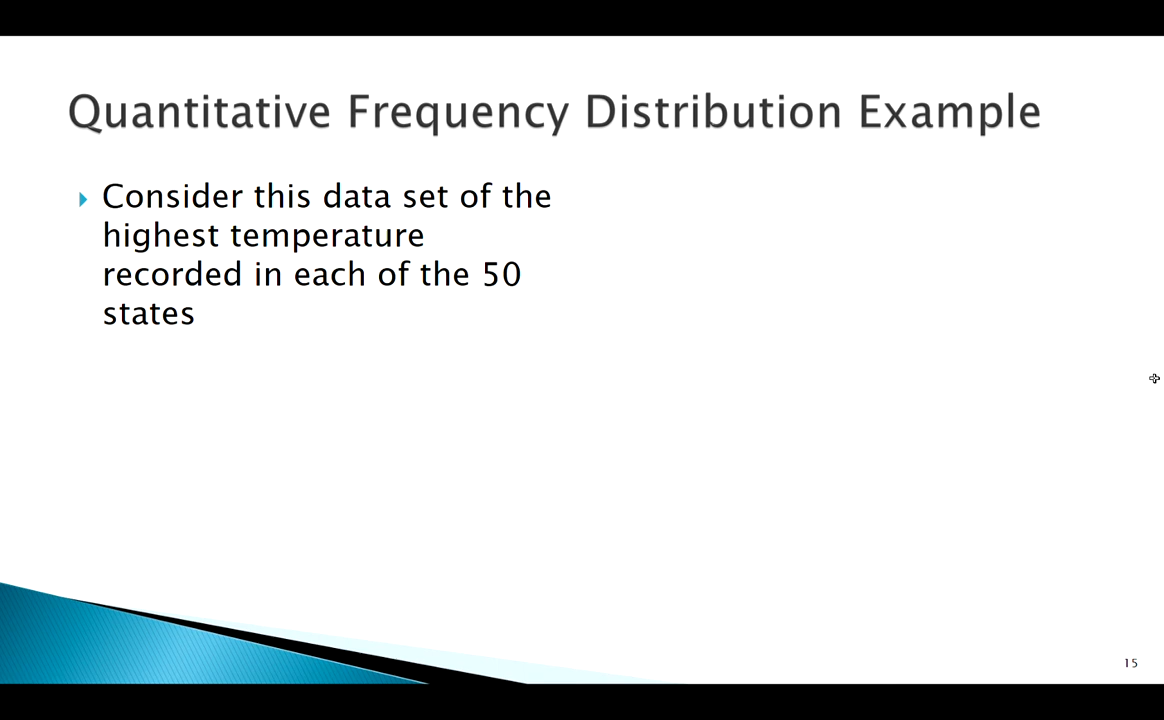 Quantitative Frequency Distribution Example
Consider this data set of the
highest temperature
recorded in each of the 50
states
15